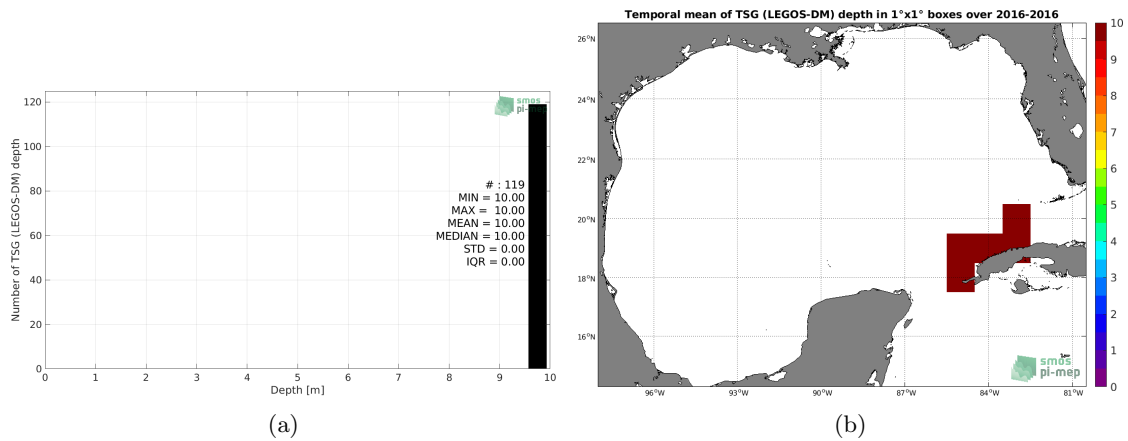 Temporal mean of TSG (LEGOS-DM) depth in 1°x1° boxes over 2016-2016
Number of TSG (LEGOS-DM) depth
120
100
80
60
40
20
0
smos
pi-mep
# : 119
MIN = 10.00
MAX = 10.00
MEAN = 10.00
MEDIAN = 10.00
STD = 0.00
IQR = 0.00
0 1 2 3 4 5 6 7 8 9 10
Depth [m]
(a)
26°N
24°N
22°N
20°N
18°N
16°N
96°W 93°W 90°W 87°W 84°W 81°W
smos
pi-mep
10
9
8
7
6
5
4
3
2
1
0
(b)